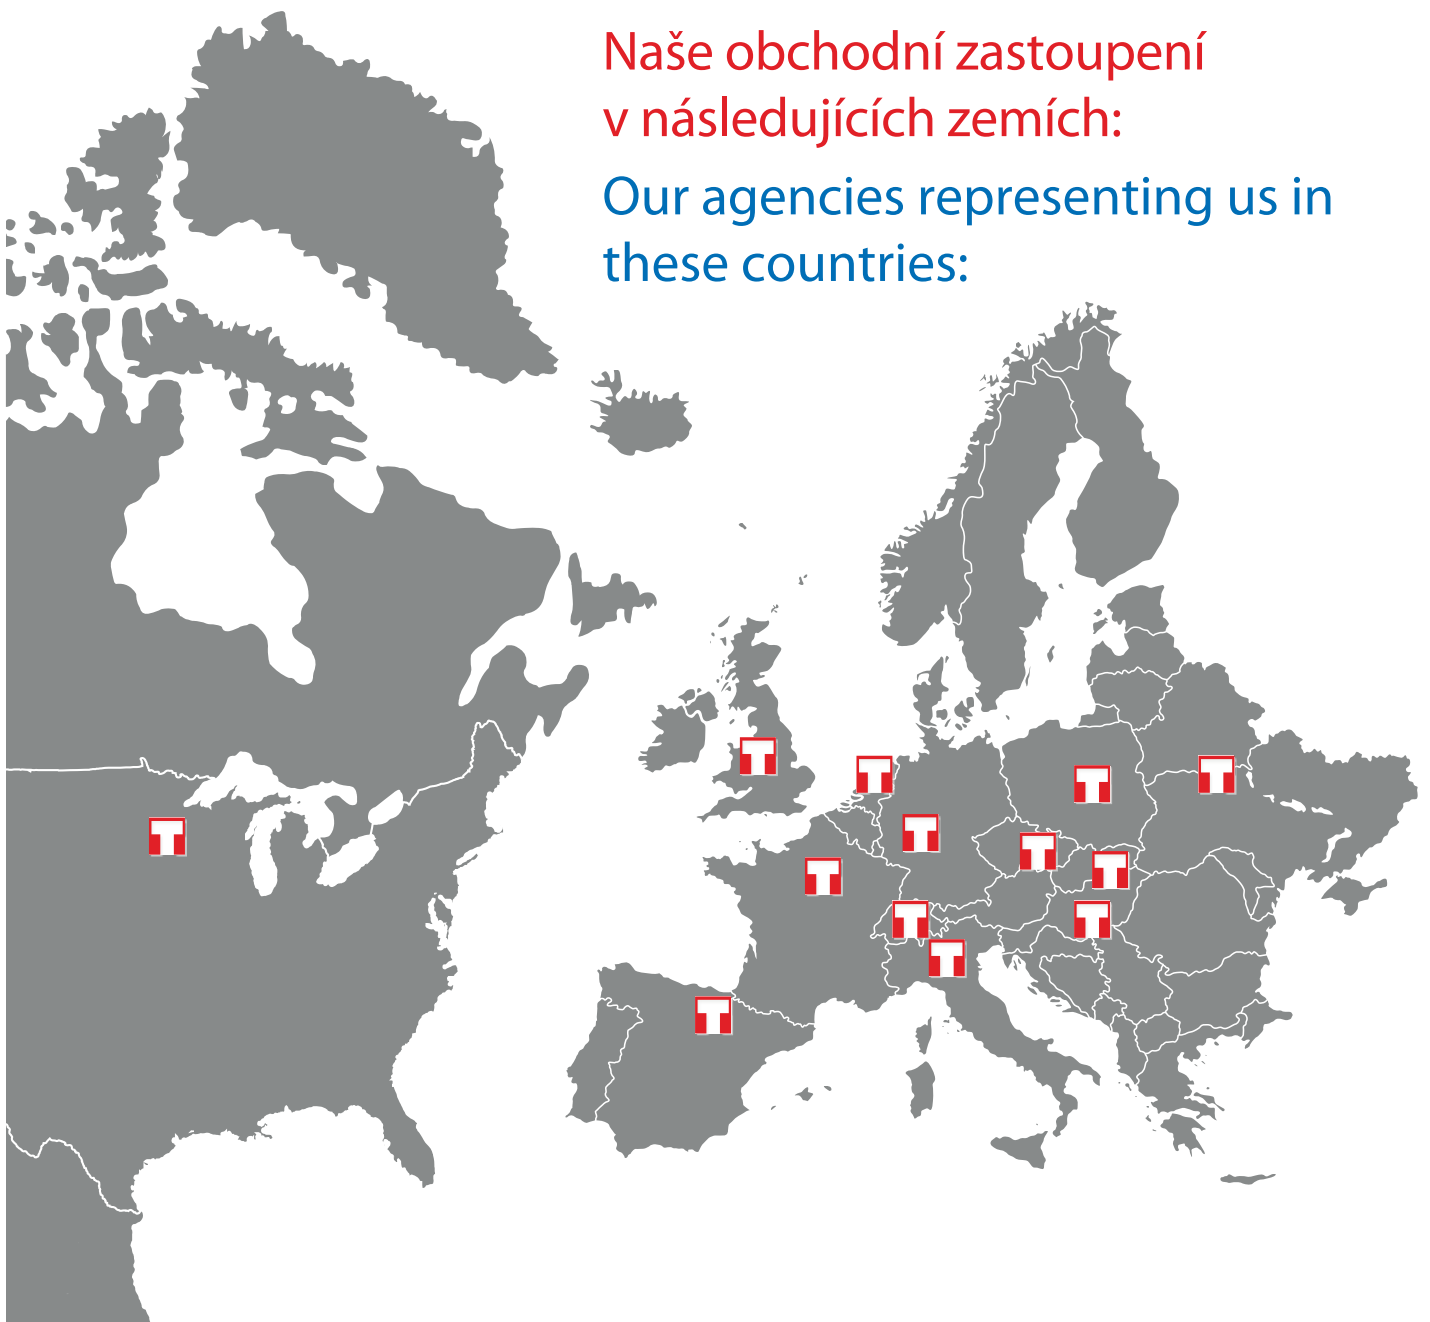 Naše obchodní zastoupení
v následujících zemích:
Our agencies representing us in
these countries: